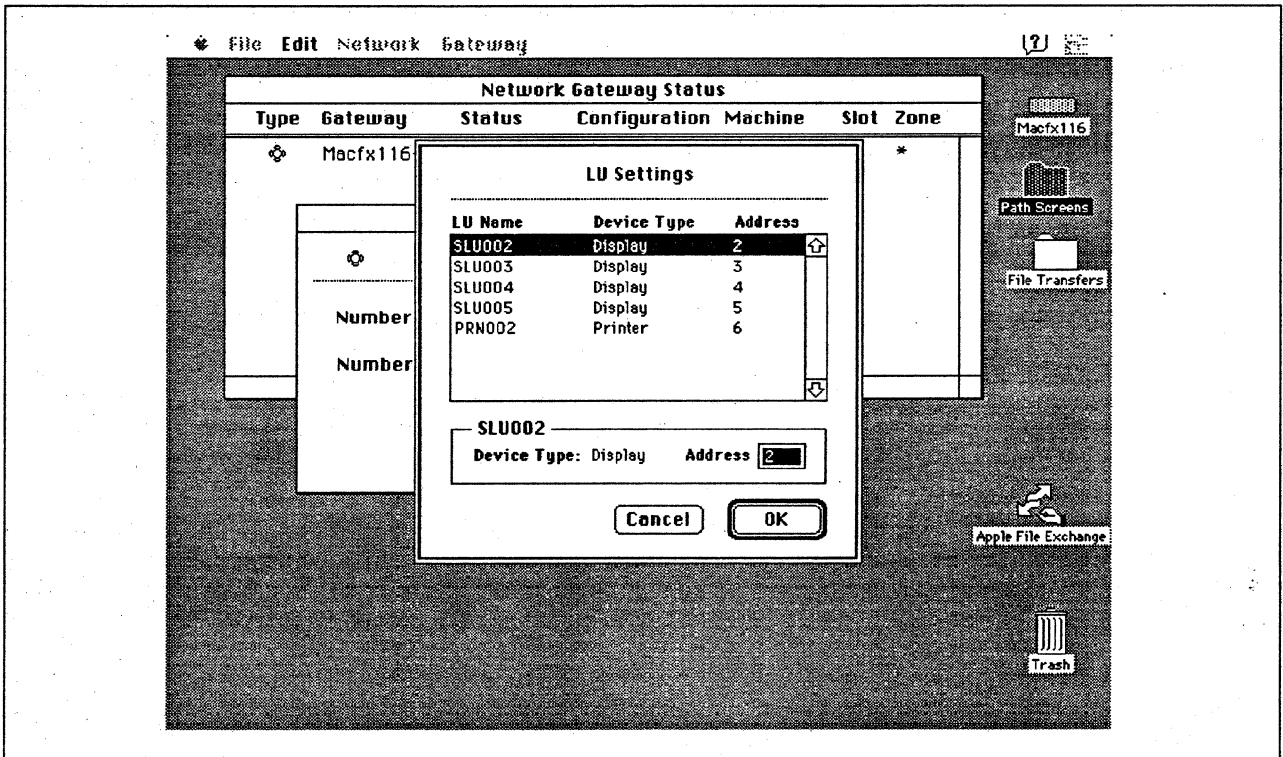 File Edit Network Gateway
Network Gateway Status
Type Gateway Status Configuration Machine Slot Zone
Macfx116 *
LU Settings
LU Name Device Type Address
SLU002 Display 2
SLU003 Display 3
SLU004 Display 4
SLU005 Display 5
PRN002 Printer 6
Number
Number
SLU002
Device Type: Display Address 2
Cancel OK
Macfx116
Path Screens
File Transfers
Apple File Exchange
Trash